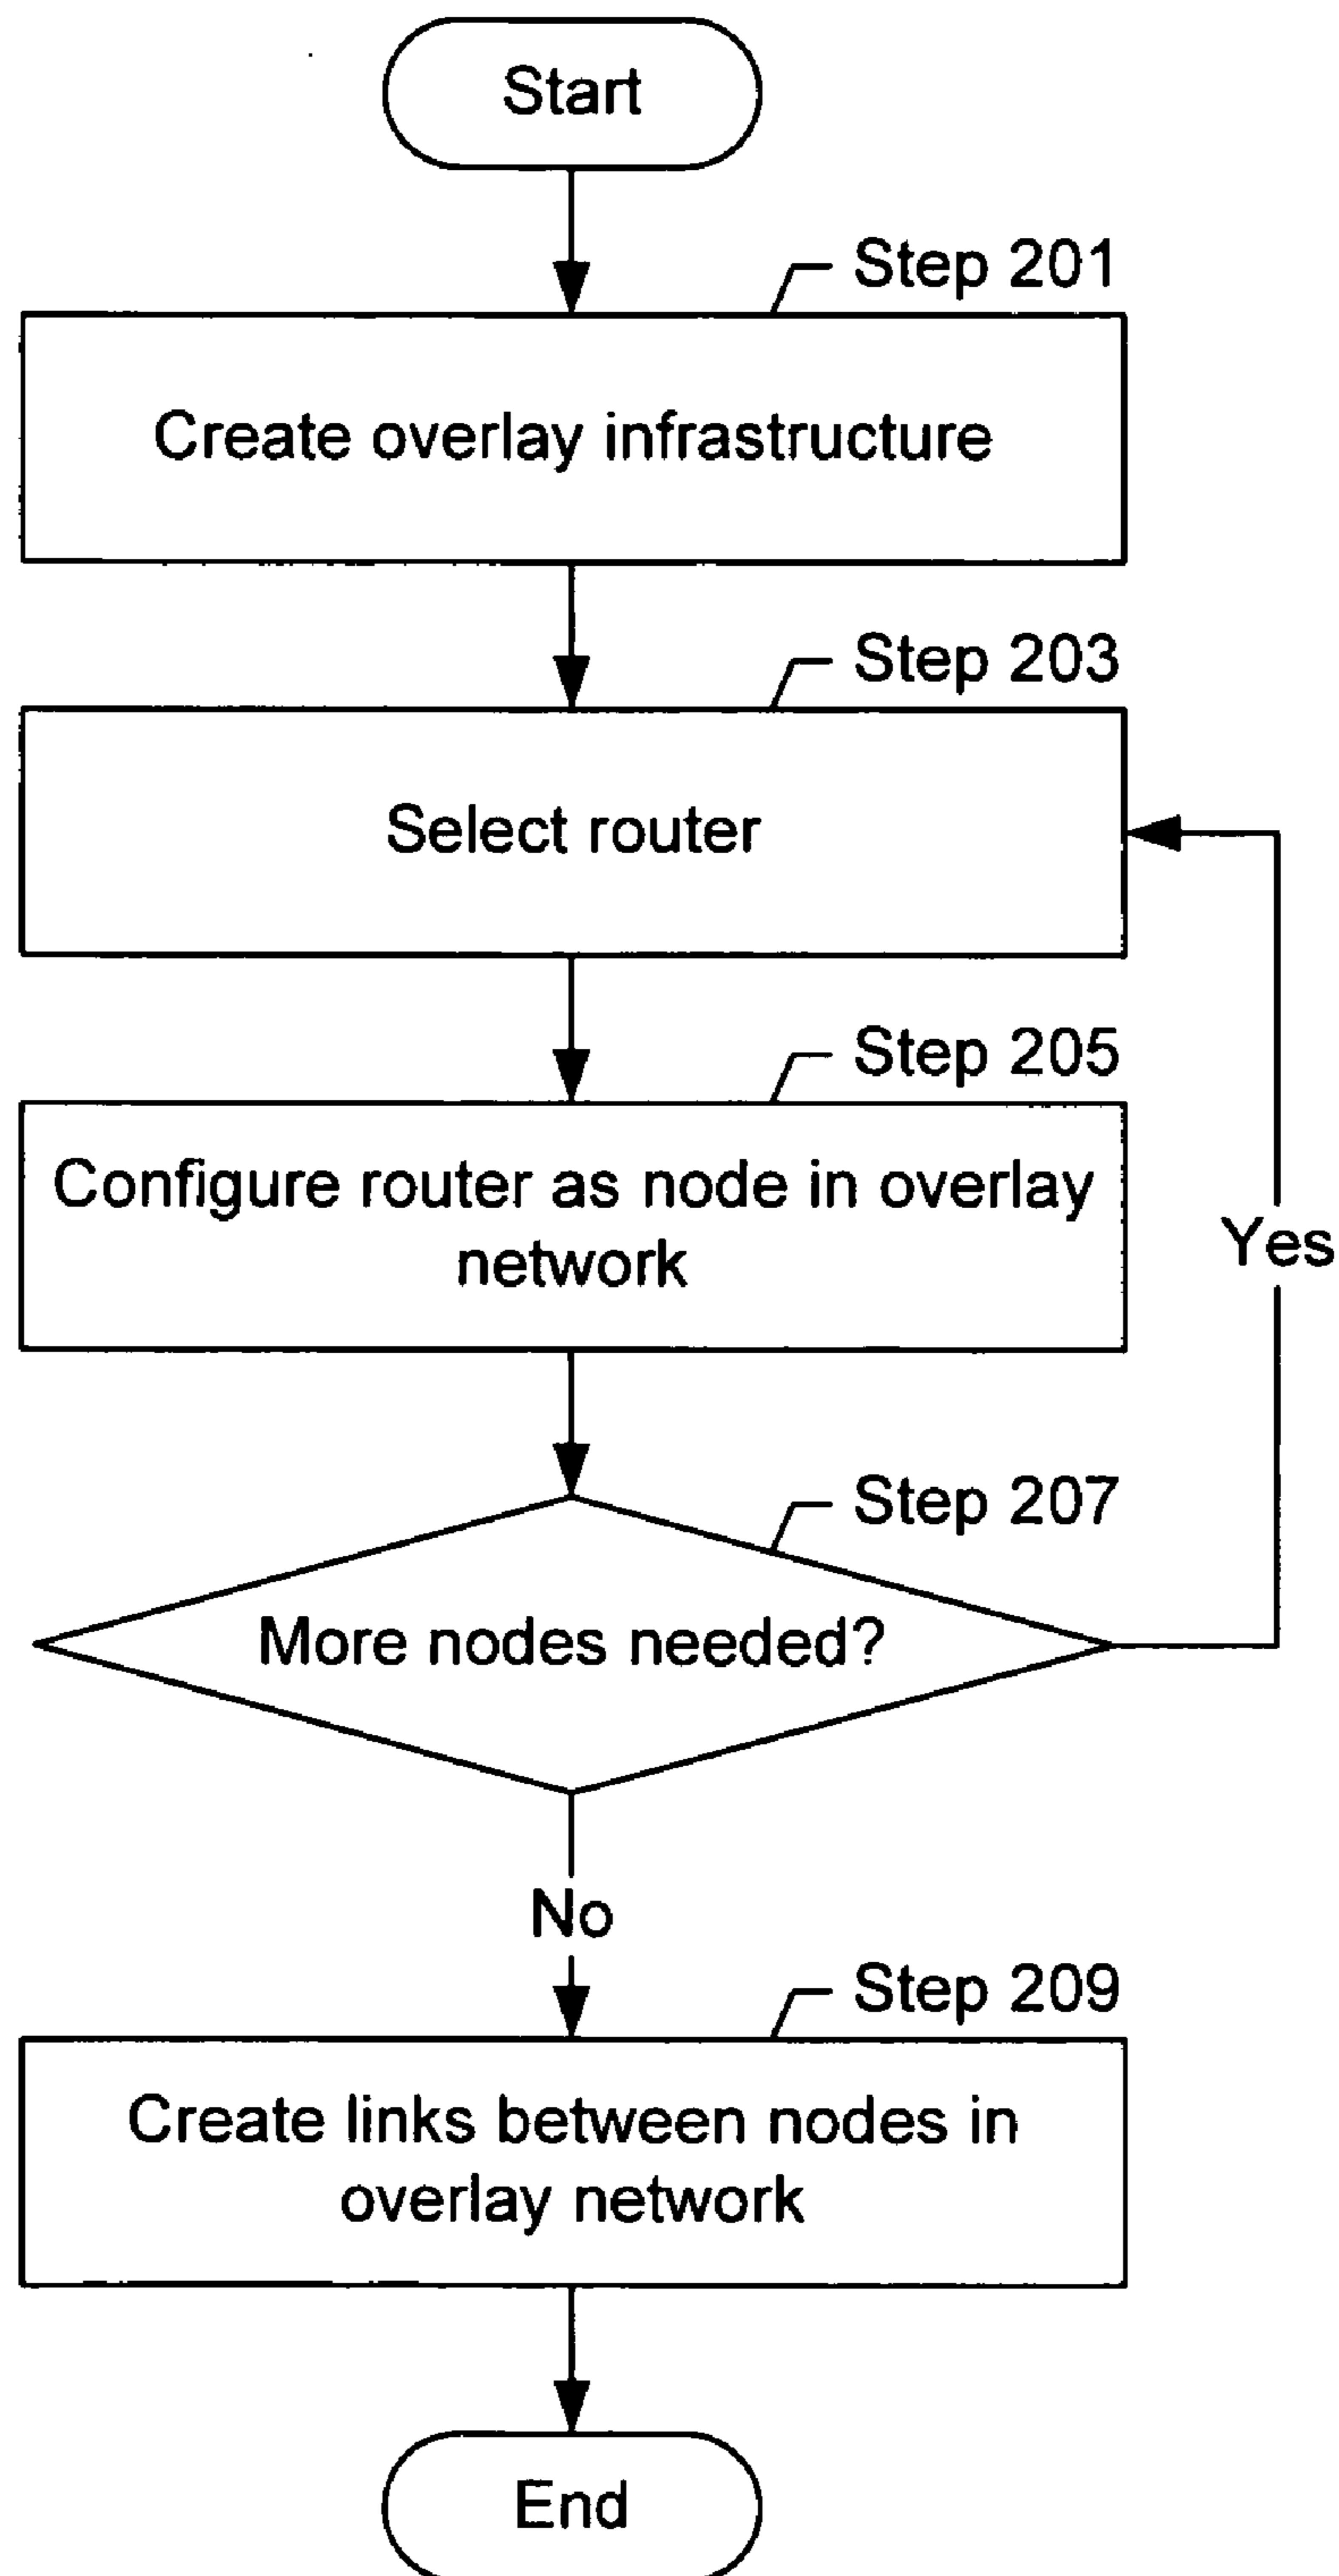 Start
Step 201
Create overlay infrastructure
Step 203
Select router
Step 205
Configure router as node in overlay
network
Yes
Step 207
More nodes needed?
No
Step 209
Create links between nodes in
overlay network
End